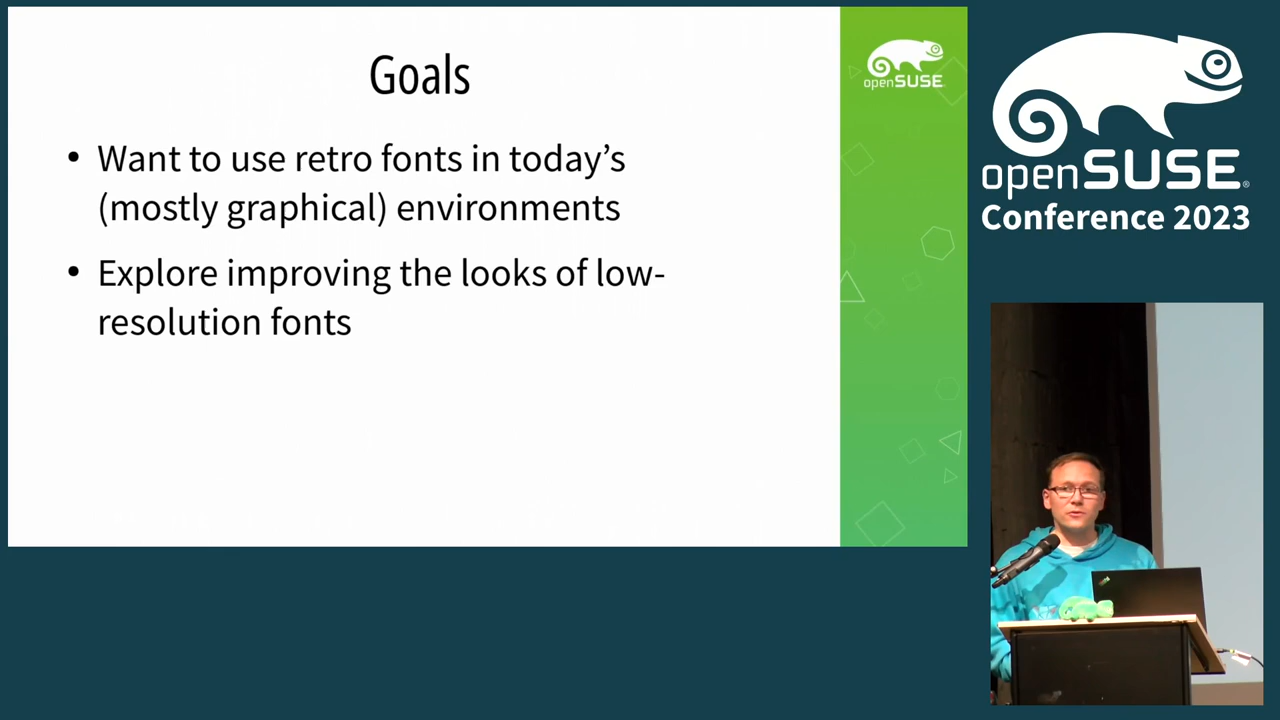 Goals
• Want to use retro fonts in today's
(mostly graphical) environments
• Explore improving the looks of low-
resolution fonts
openSUSE
openSUSE®
Conference 2023